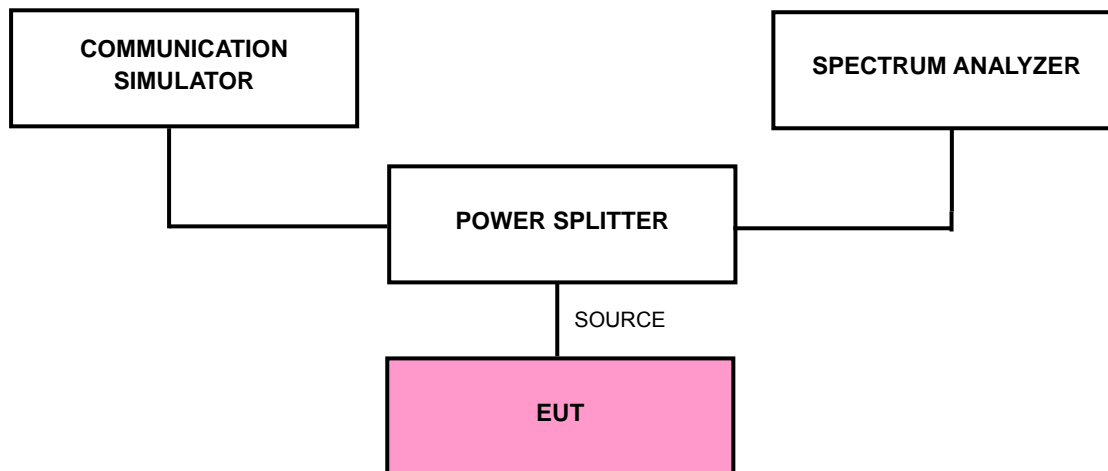 COMMUNICATION
SIMULATOR
SPECTRUM ANALYZER
POWER SPLITTER
SOURCE
EUT